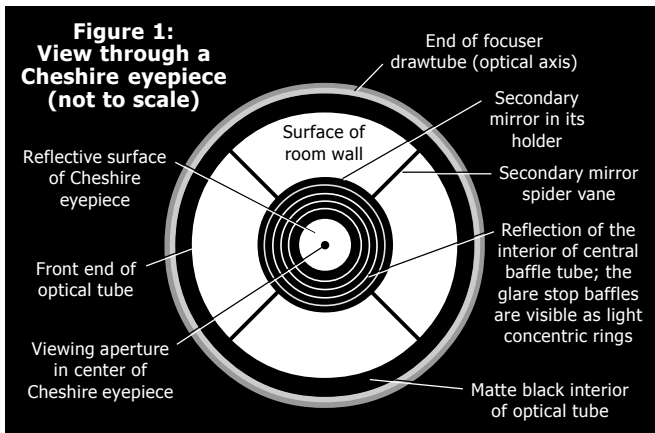 Figure 1:
View through a
Cheshire eyepiece
(not to scale)
End of focuser
drawtube (optical axis)
Secondary
mirror in its
holder
Surface of
room wall
Reflective surface
of Cheshire
eyepiece
Secondary mirror
spider vane
Reflection of the
interior of central
baffle tube; the
glare stop baffles
are visible as light
concentric rings
Front end of
optical tube
Viewing aperture
in center of
Cheshire eyepiece
Matte black interior
of optical tube